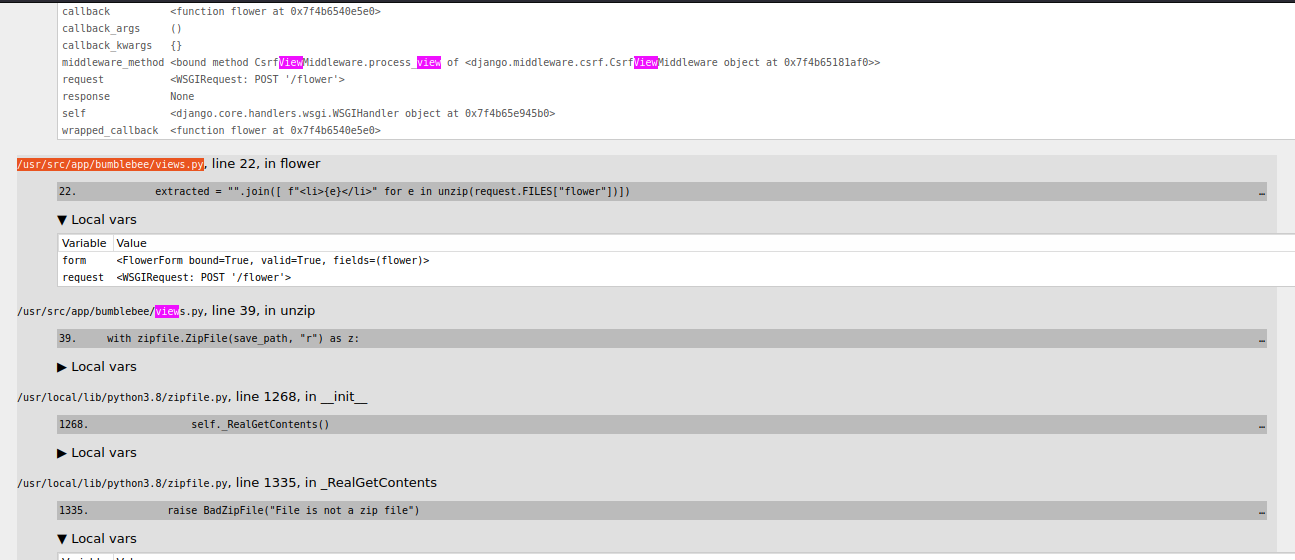 callback <function flower at 0x7f4b6540e5e0>
callback_args ()
callback_kwargs {}
middleware_method <bound method CsrfViewMiddleware.process_view of <django.middleware.csrf.CsrfViewMiddleware object at 0x7f4b65181af0>>
request <WSGIRequest: POST '/flower'>
response None
self <django.core.handlers.wsgi.WSGIHandler object at 0x7f4b65e945b0>
wrapped_callback <function flower at 0x7f4b6540e5e0>
/usr/src/app/bumblebee/views.py, line 22, in flower
22. extracted = "".join([ f"<li>{e}</li>" for e in unzip(request.FILES["flower"])]) …
▼ Local vars
Variable Value
form <FlowerForm bound=True, valid=True, fields=(flower)>
request <WSGIRequest: POST '/flower'>
/usr/src/app/bumblebee/views.py, line 39, in unzip
39. with zipfile.ZipFile(save_path, "r") as z: …
▶ Local vars
/usr/local/lib/python3.8/zipfile.py, line 1268, in __init__
1268. self._RealGetContents() …
▶ Local vars
/usr/local/lib/python3.8/zipfile.py, line 1335, in _RealGetContents
1335. raise BadZipFile("File is not a zip file") …
▼ Local vars